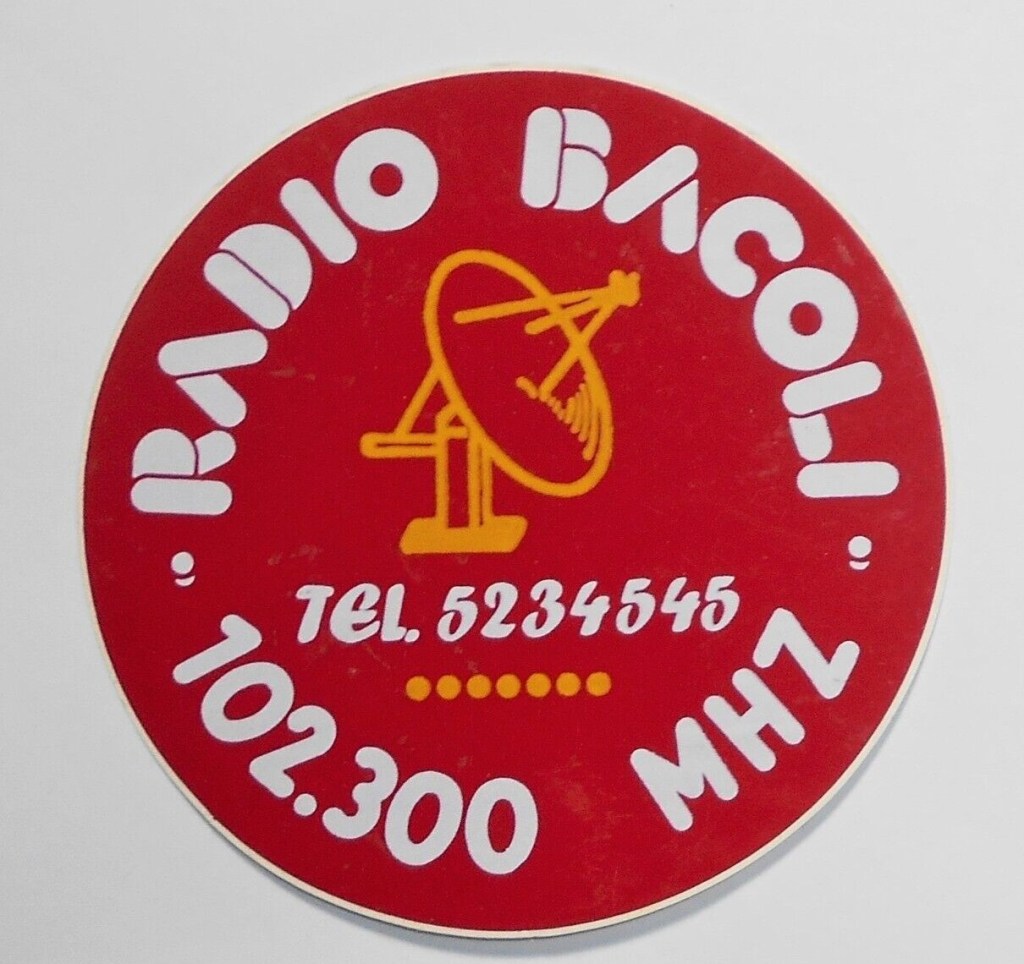 RADIO BACOLI
TEL. 5234545
102.300 MHZ